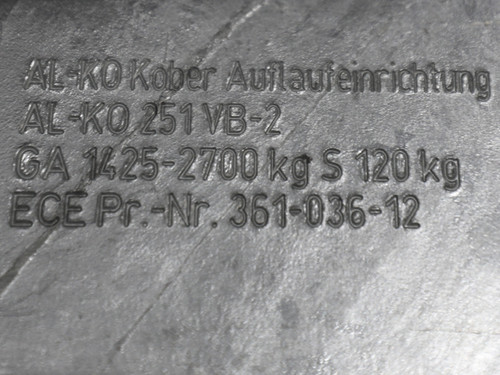 AL-KO Kober Auflaufeinrichtung
AL-KO 251 VB-2
GA 1425-2700 kg S 120 kg
ECE Pr.-Nr. 361-036-12